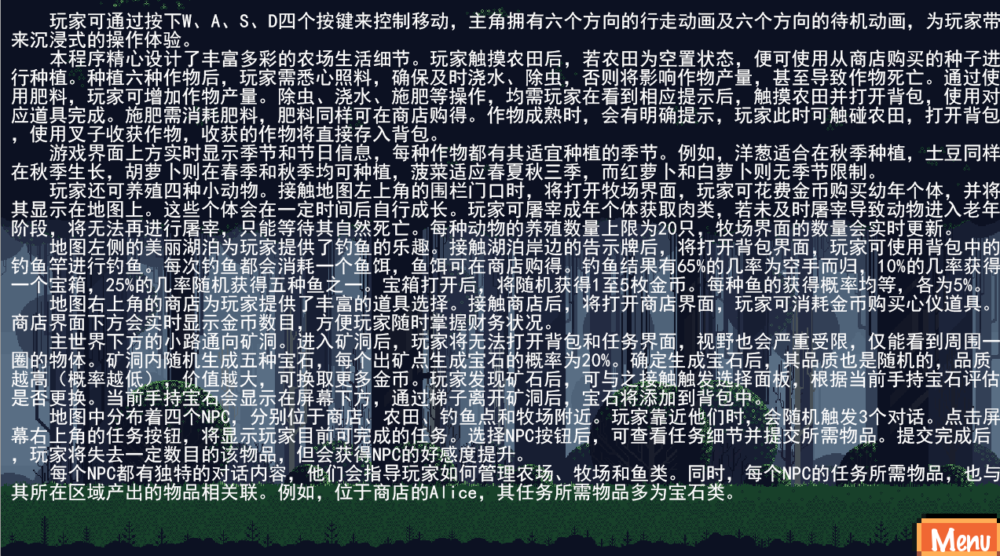 玩家可通过按下W、A、S、D四个按键来控制移动，主角拥有六个方向的行走动画及六个方向的待机动画，为玩家带
来沉浸式的操作体验。
本程序精心设计了丰富多彩的农场生活细节。玩家触摸农田后，若农田为空置状态，便可使用从商店购买的种子进
行种植。种植六种作物后，玩家需悉心照料，确保及时浇水、除虫，否则将影响作物产量，甚至导致作物死亡。通过使
用肥料，玩家可增加作物产量。除虫、浇水、施肥等操作，均需玩家在看到相应提示后，触摸农田并打开背包，使用对
应道具完成。施肥需消耗肥料，肥料同样可在商店购得。作物成熟时，会有明确提示，玩家此时可触碰农田，打开背包
，使用叉子收获作物，收获的作物将直接存入背包。
游戏界面上方实时显示季节和节日信息，每种作物都有其适宜种植的季节。例如，洋葱适合在秋季种植，土豆同样
在秋季生长，胡萝卜则在春季和秋季均可种植，菠菜适应春夏秋三季，而红萝卜和白萝卜则无季节限制。
玩家还可养殖四种小动物。接触地图左上角的围栏门口时，将打开牧场界面，玩家可花费金币购买幼年个体，并将
其显示在地图上。这些个体会在一定时间后自行成长。玩家可屠宰成年个体获取肉类，若未及时屠宰导致动物进入老年
阶段，将无法再进行屠宰，只能等待其自然死亡。每种动物的养殖数量上限为20只，牧场界面的数量会实时更新。
地图左侧的美丽湖泊为玩家提供了钓鱼的乐趣。接触湖泊岸边的告示牌后，将打开背包界面，玩家可使用背包中的
钓鱼竿进行钓鱼。每次钓鱼都会消耗一个鱼饵，鱼饵可在商店购得。钓鱼结果有65%的几率为空手而归，10%的几率获得
一个宝箱，25%的几率随机获得五种鱼之一。宝箱打开后，将随机获得1至5枚金币。每种鱼的获得概率均等，各为5%。
地图右上角的商店为玩家提供了丰富的道具选择。接触商店后，将打开商店界面，玩家可消耗金币购买心仪道具。
商店界面下方会实时显示金币数目，方便玩家随时掌握财务状况。
主世界下方的小路通向矿洞。进入矿洞后，玩家将无法打开背包和任务界面，视野也会严重受限，仅能看到周围一
圈的物体。矿洞内随机生成五种宝石，每个出矿点生成宝石的概率为20%。确定生成宝石后，其品质也是随机的，品质
越高（概率越低），价值越大，可换取更多金币。玩家发现矿石后，可与之接触触发选择面板，根据当前手持宝石评估
是否更换。当前手持宝石会显示在屏幕下方，通过梯子离开矿洞后，宝石将添加到背包中。
地图中分布着四个NPC，分别位于商店、农田、钓鱼点和牧场附近。玩家靠近他们时，会随机触发3个对话。点击屏
幕右上角的任务按钮，将显示玩家目前可完成的任务。选择NPC按钮后，可查看任务细节并提交所需物品。提交完成后
，玩家将失去一定数目的该物品，但会获得NPC的好感度提升。
每个NPC都有独特的对话内容，他们会指导玩家如何管理农场、牧场和鱼类。同时，每个NPC的任务所需物品，也与
其所在区域产出的物品相关联。例如，位于商店的Alice，其任务所需物品多为宝石类。
Menu